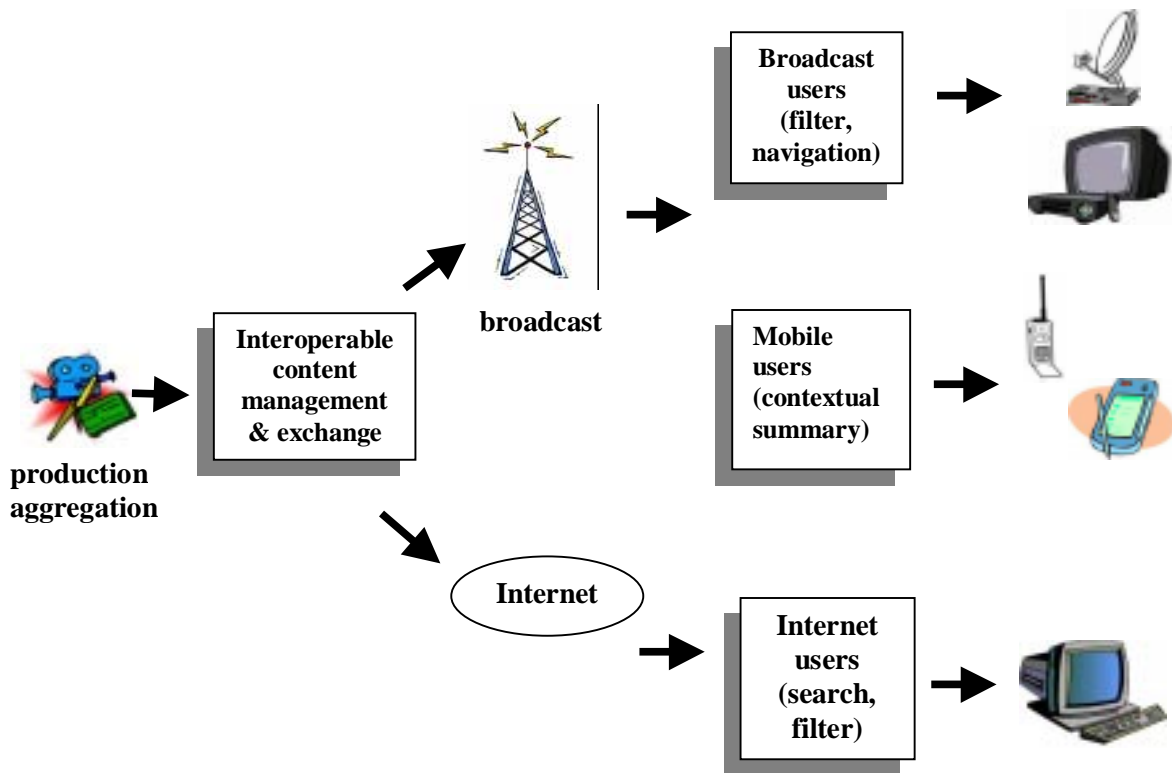 production
aggregation
Interoperable
content
management
& exchange
broadcast
Internet
Broadcast
users
(filter,
navigation)
Mobile
users
(contextual
summary)
Internet
users
(search,
filter)